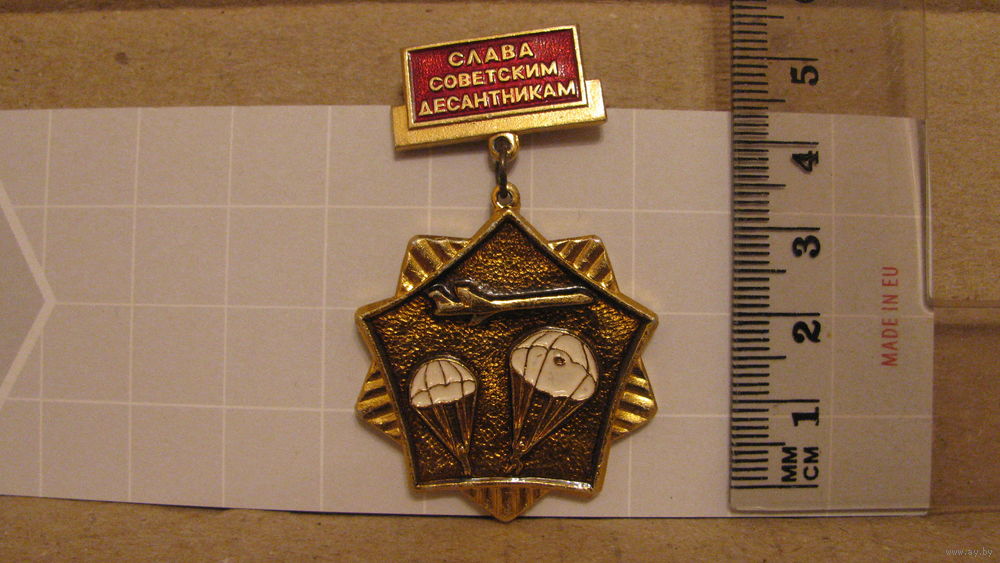 СЛАВА
СОВЕТСКИМ
ДЕСАНТНИКАМ
5
4
3
2
1
MM
CM
MADE IN EU
www.ay.by